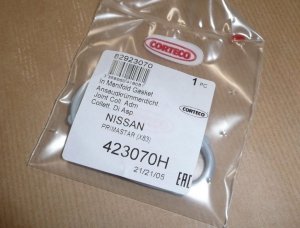 CORTECO
82923070
1 PC
In Manifold Gasket
Ansaugkrümmerdicht
Joint Coll. Adm
Collett. Di Asp.
CORTECO
NISSAN
PRIMASTAR (X83)
423070H
21/21/05
EAC